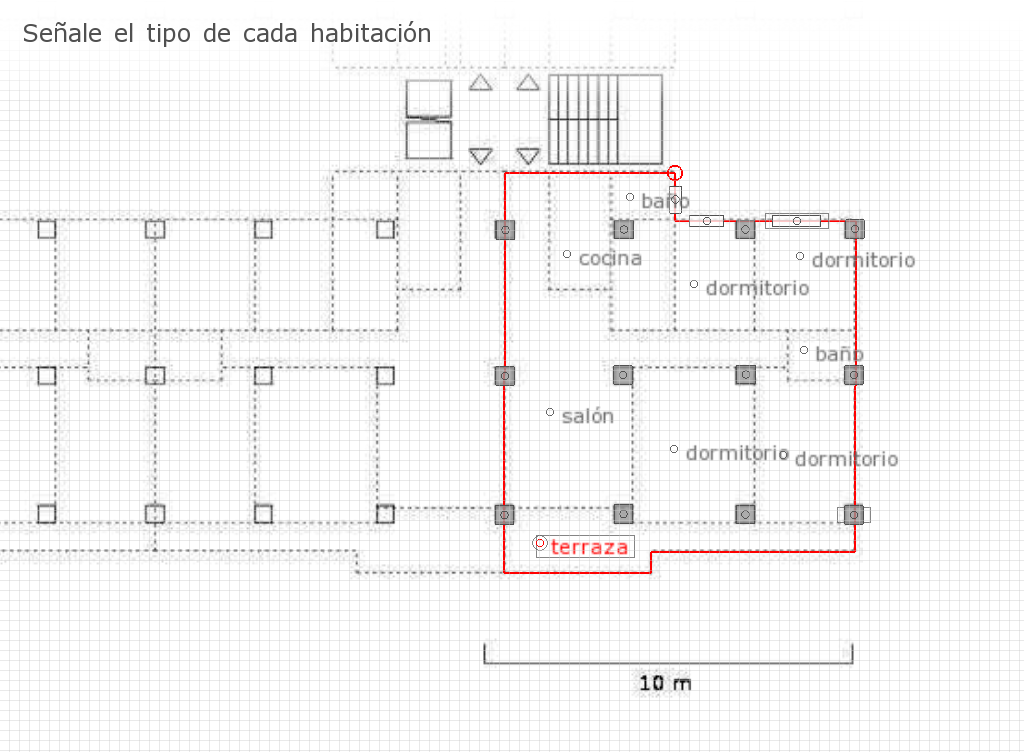 Señale el tipo de cada habitación
baño
cocina
dormitorio
dormitorio
baño
salón
dormitorio
dormitorio
terraza
10 m